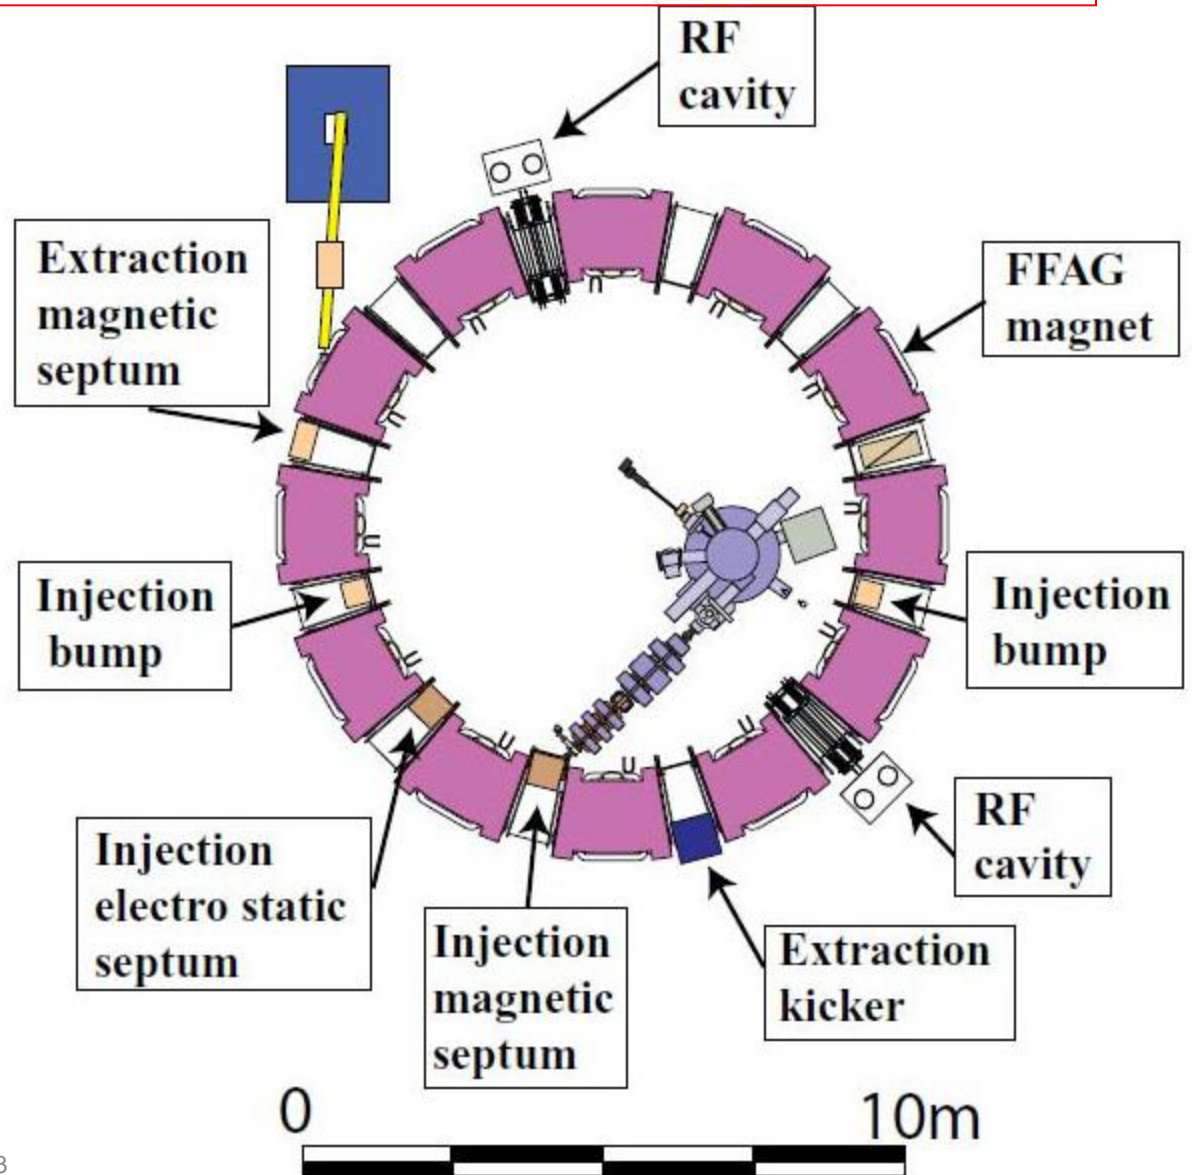 RF
cavity
Extraction
magnetic
septum
FFAG
magnet
Injection
bump
Injection
bump
RF
cavity
Injection
electro static
septum
Injection
magnetic
septum
Extraction
kicker
0
10m
3